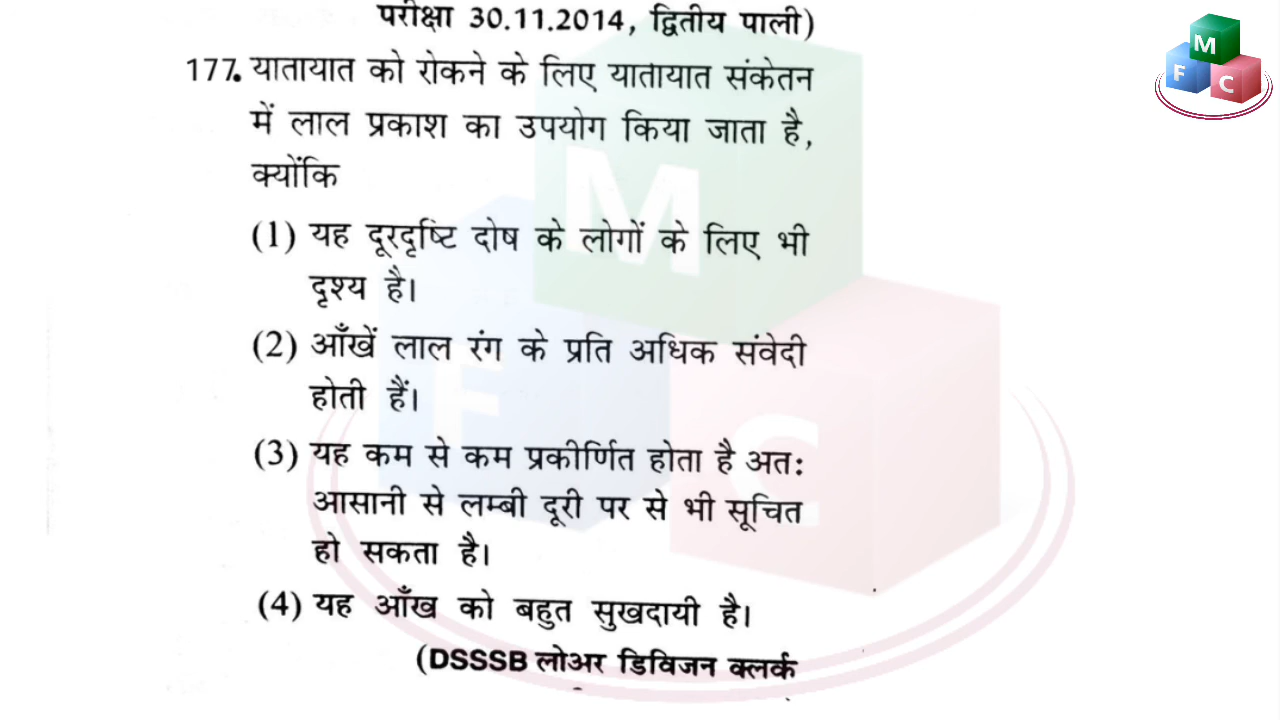 परीक्षा 30.11.2014, द्वितीय पाली)
177. यातायात को रोकने के लिए यातायात संकेतन
में लाल प्रकाश का उपयोग किया जाता है,
क्योंकि
(1) यह दूरदृष्टि दोष के लोगों के लिए भी
दृश्य है।
(2) आँखें लाल रंग के प्रति अधिक संवेदी
होती हैं।
(3) यह कम से कम प्रकीर्णित होता है अतः
आसानी से लम्बी दूरी पर से भी सूचित
हो सकता है।
(4) यह आँख को बहुत सुखदायी है।
(DSSSB लोअर डिविजन क्लर्क
M
F C
M
F C